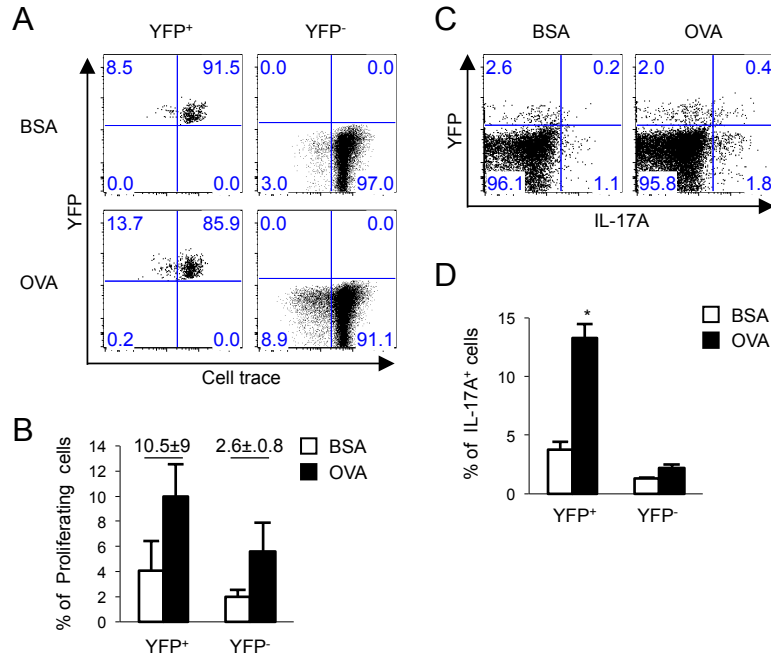 A
YFP⁺
YFP⁻
BSA
8.5
91.5
0.0
0.0
0.0
0.0
3.0
97.0
YFP
OVA
13.7
85.9
0.0
0.0
0.2
0.0
8.9
91.1
Cell trace
B
% of Proliferating cells
10.5±9
2.6±.0.8
BSA
OVA
14
12
10
8
6
4
2
0
YFP⁺
YFP⁻
C
BSA
OVA
YFP
2.6
0.2
2.0
0.4
96.1
1.1
95.8
1.8
IL-17A
D
% of IL-17A⁺ cells
*
BSA
OVA
15
10
5
0
YFP⁺
YFP⁻